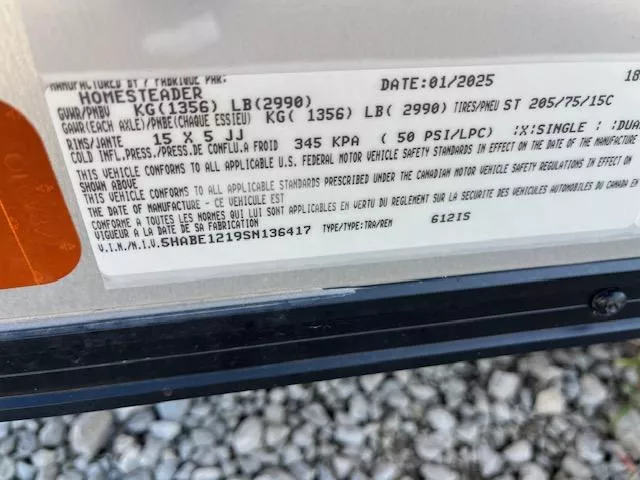 MANUFACTURED BY / FABRIQUE PAR: DATE:01/2025 18
HOMESTEADER
GVWR/PNBV KG(1356) LB(2990)
GAWR(EACH AXLE)/PNBE(CHAQUE ESSIEU) KG( 1356) LB( 2990) TIRES/PNEU ST 205/75/15C
RIMS/JANTE 15 X 5 JJ
COLD INFL.PRESS/PRESS.DE CONFLU.A FROID 345 KPA ( 50 PSI/LPC) :X:SINGLE : :DUA
THIS VEHICLE CONFORMS TO ALL APPLICABLE U.S. FEDERAL MOTOR VEHICLE SAFETY STANDARDS IN EFFECT ON THE DATE OF THE MANUFACTURE
SHOWN ABOVE
THIS VEHICLE CONFORMS TO ALL APPLICABLE STANDARDS PRESCRIBED UNDER THE CANADIAN MOTOR VEHICLE SAFETY REGULATIONS IN EFFECT ON
THE DATE OF MANUFACTURE - CE VEHICULE EST
CONFORME A TOUTES LES NORMES QUI LUI SONT APPLICABLES EN VERTU DU REGLEMENT SUR LA SECURITE DES VEHICULES AUTOMOBILES DU CANADA EN
VIGUEUR A LA DATE DE SA FABRICATION
V.I.N./N.I.V.5HABE1219SN136417 TYPE/TYPE:TRA/REM 612IS